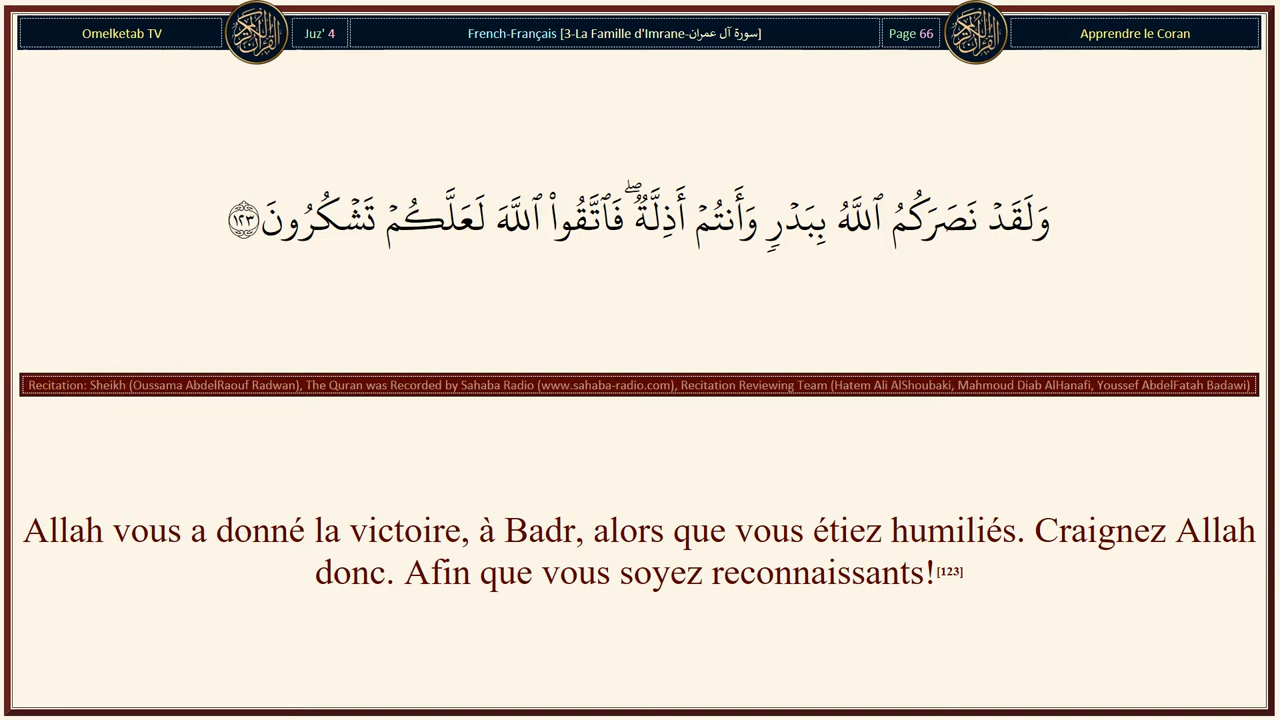 Omelketab TV
Juz' 4
French-Français [3-La Famille d'Imrane-سورة آل عمران]
Page 66
Apprendre le Coran
وَلَقَدۡ نَصَرَكُمُ ٱللَّهُ بِبَدۡرٖ وَأَنتُمۡ أَذِلَّةٞۖ فَٱتَّقُواْ ٱللَّهَ لَعَلَّكُمۡ تَشۡكُرُونَ ١٢٣
Recitation: Sheikh (Oussama AbdelRaouf Radwan), The Quran was Recorded by Sahaba Radio (www.sahaba-radio.com), Recitation Reviewing Team (Hatem Ali AlShoubaki, Mahmoud Diab AlHanafi, Youssef AbdelFatah Badawi)
Allah vous a donné la victoire, à Badr, alors que vous étiez humiliés. Craignez Allah
donc. Afin que vous soyez reconnaissants![123]